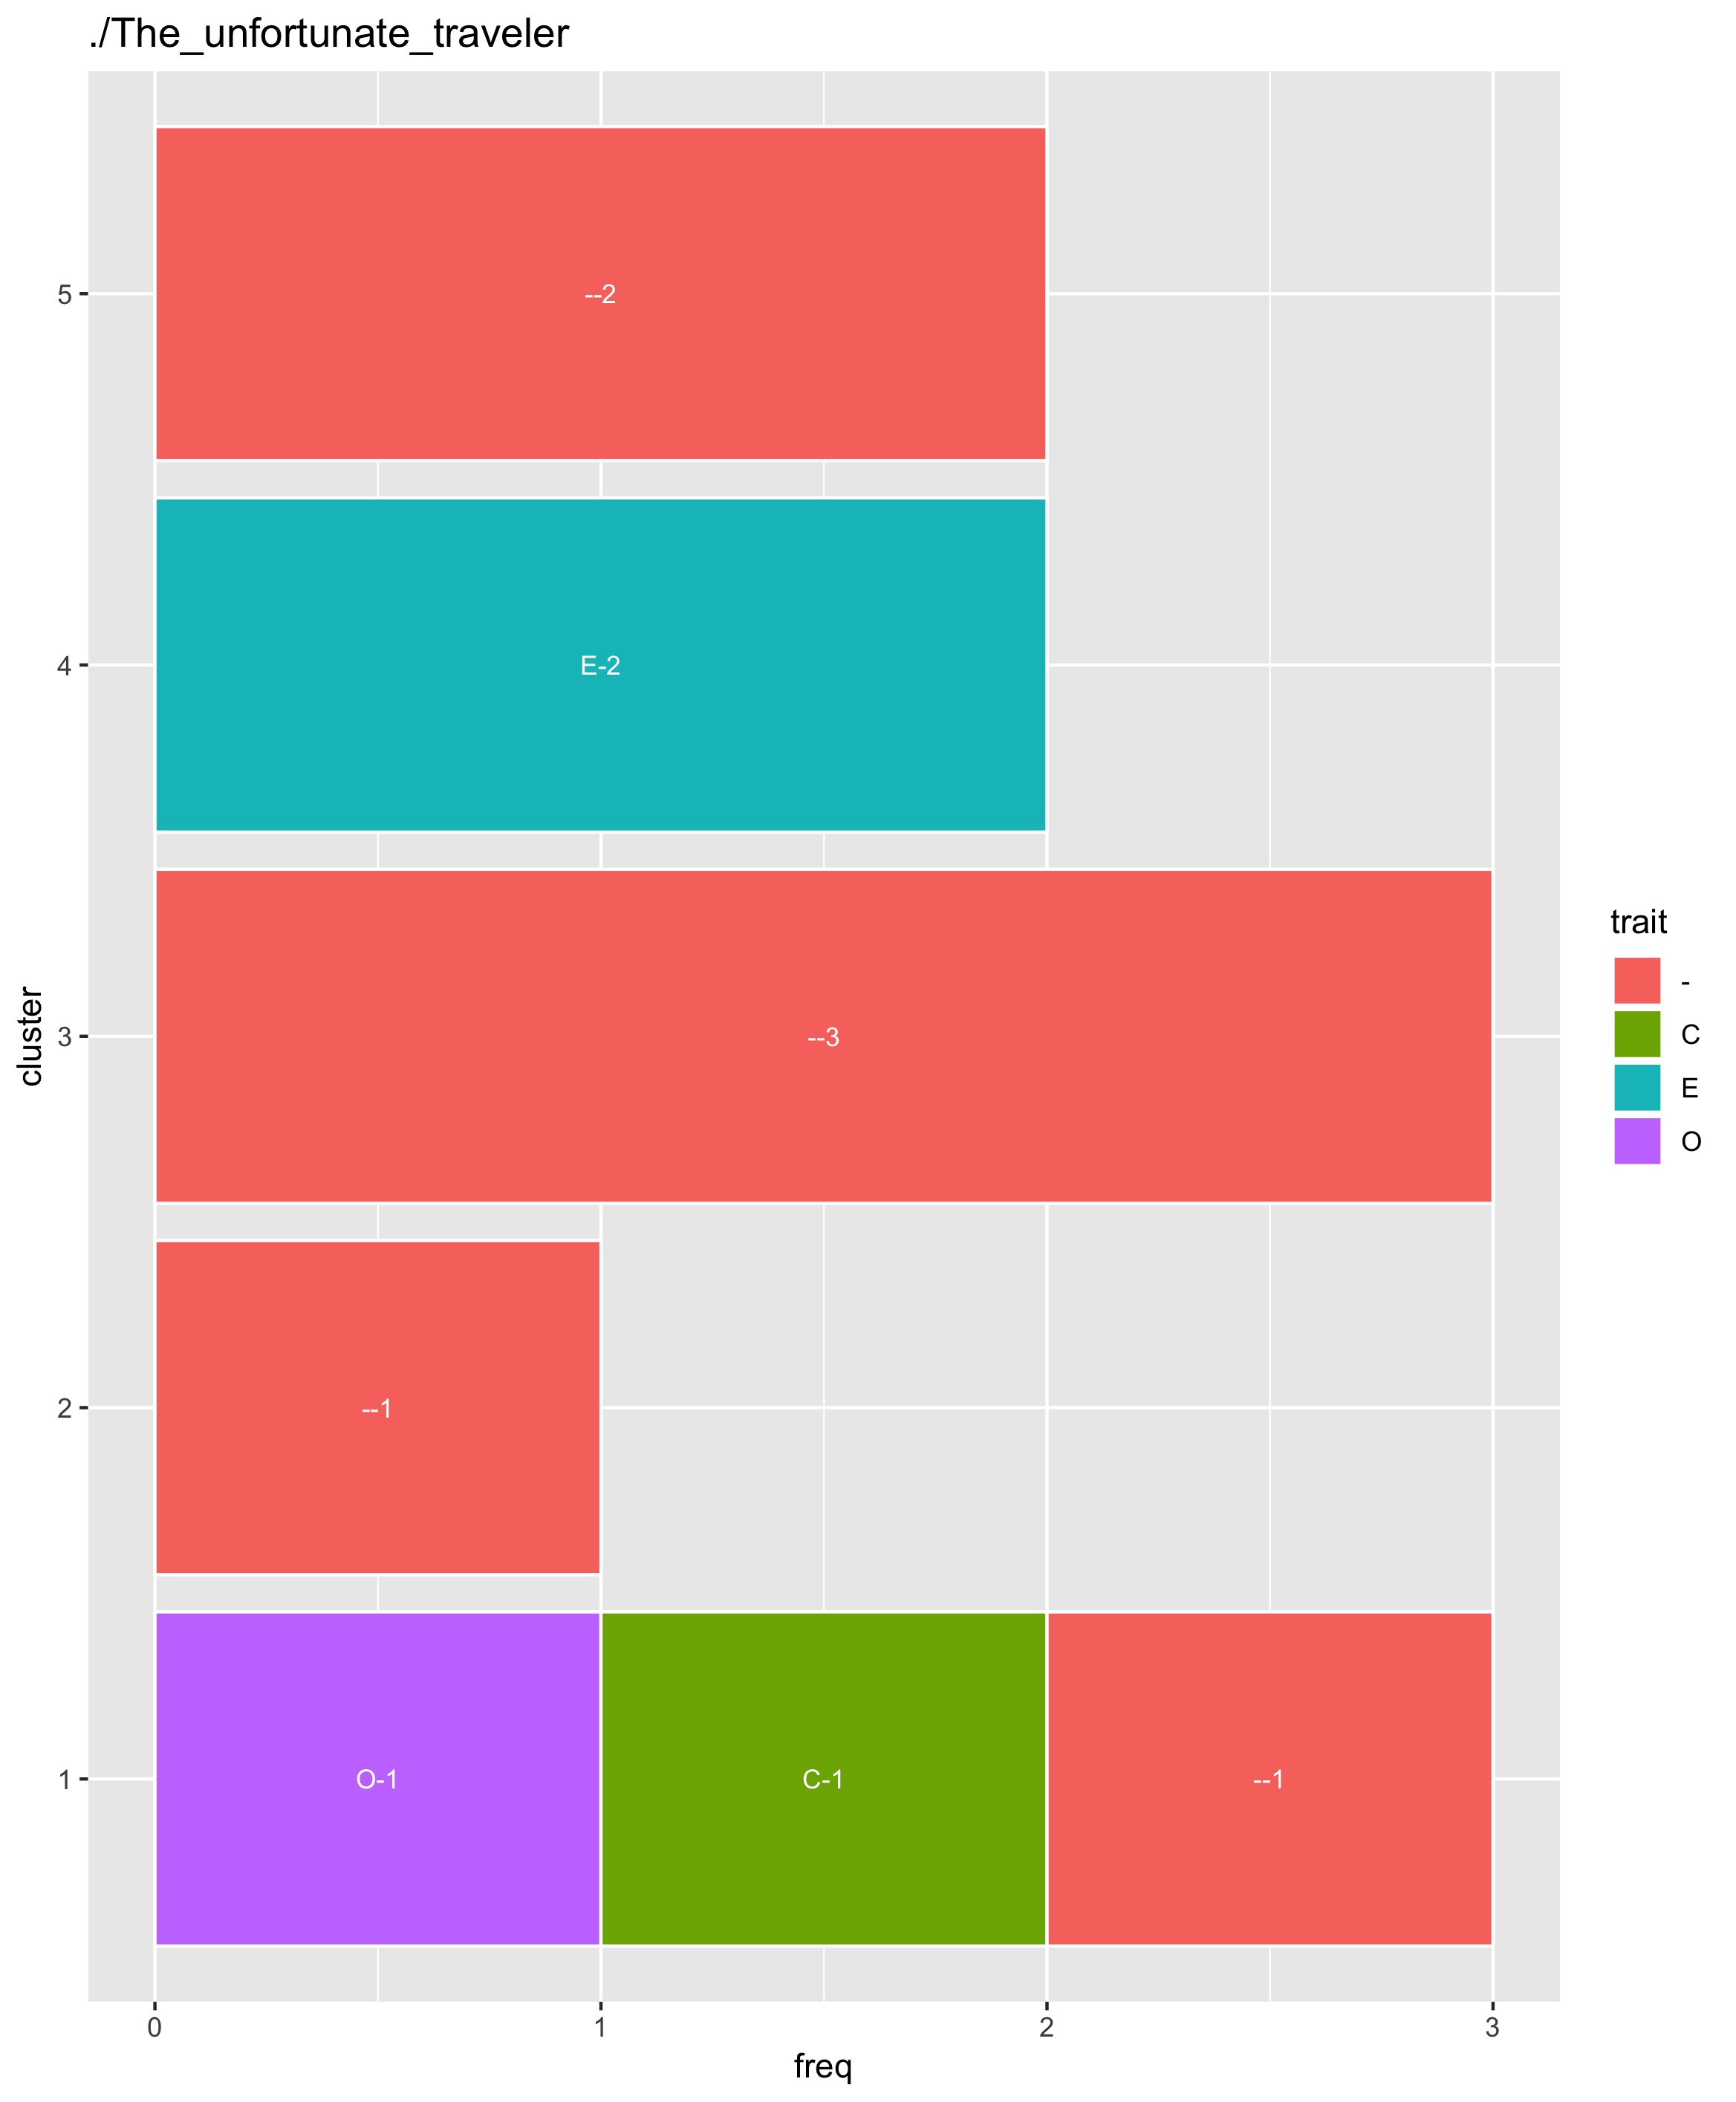 ./The_unfortunate_traveler
5
--2
4
E-2
3
--3
2
--1
1
O-1 C-1 --1
0 1 2 3
freq
cluster
trait
-
C
E
O